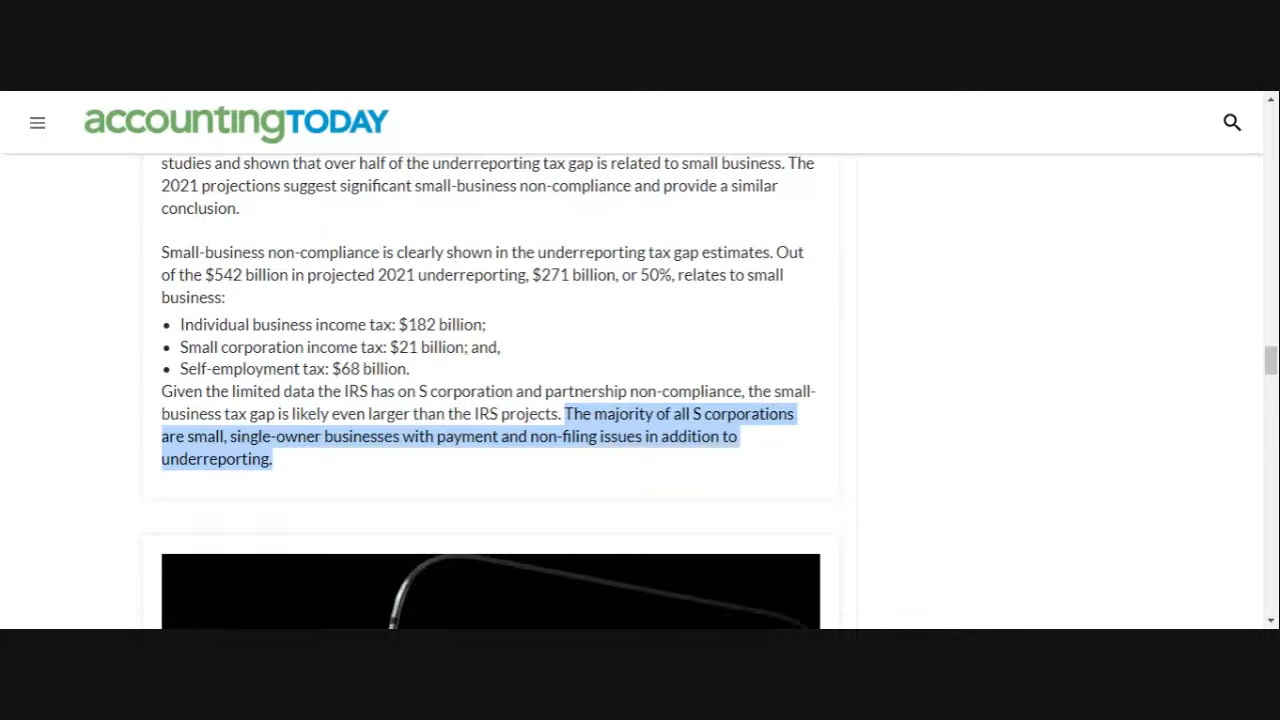 accountingTODAY
studies and shown that over half of the underreporting tax gap is related to small business. The
2021 projections suggest significant small-business non-compliance and provide a similar
conclusion.
Small-business non-compliance is clearly shown in the underreporting tax gap estimates. Out
of the $542 billion in projected 2021 underreporting, $271 billion, or 50%, relates to small
business:
• Individual business income tax: $182 billion;
• Small corporation income tax: $21 billion; and,
• Self-employment tax: $68 billion.
Given the limited data the IRS has on S corporation and partnership non-compliance, the small-
business tax gap is likely even larger than the IRS projects. The majority of all S corporations
are small, single-owner businesses with payment and non-filing issues in addition to
underreporting.